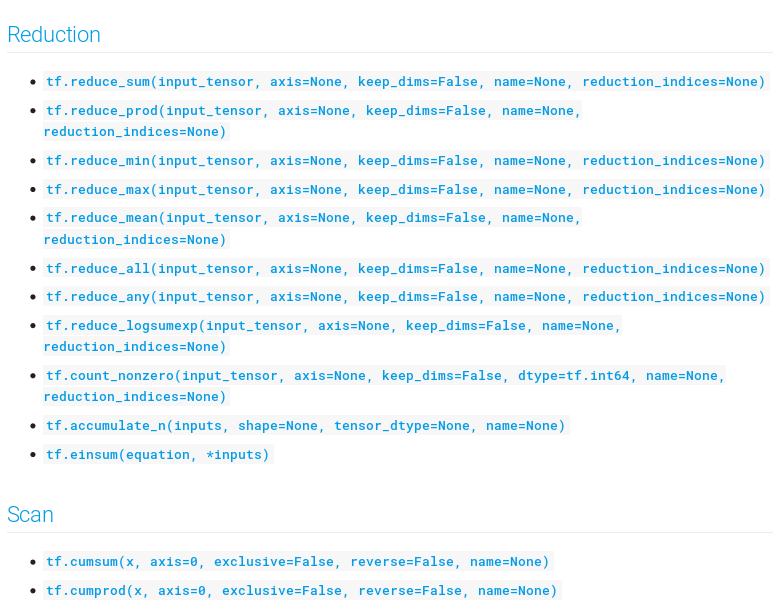 Reduction
tf.reduce_sum(input_tensor, axis=None, keep_dims=False, name=None, reduction_indices=None)
tf.reduce_prod(input_tensor, axis=None, keep_dims=False, name=None,
reduction_indices=None)
tf.reduce_min(input_tensor, axis=None, keep_dims=False, name=None, reduction_indices=None)
tf.reduce_max(input_tensor, axis=None, keep_dims=False, name=None, reduction_indices=None)
tf.reduce_mean(input_tensor, axis=None, keep_dims=False, name=None,
reduction_indices=None)
tf.reduce_all(input_tensor, axis=None, keep_dims=False, name=None, reduction_indices=None)
tf.reduce_any(input_tensor, axis=None, keep_dims=False, name=None, reduction_indices=None)
tf.reduce_logsumexp(input_tensor, axis=None, keep_dims=False, name=None,
reduction_indices=None)
tf.count_nonzero(input_tensor, axis=None, keep_dims=False, dtype=tf.int64, name=None,
reduction_indices=None)
tf.accumulate_n(inputs, shape=None, tensor_dtype=None, name=None)
tf.einsum(equation, *inputs)
Scan
tf.cumsum(x, axis=0, exclusive=False, reverse=False, name=None)
tf.cumprod(x, axis=0, exclusive=False, reverse=False, name=None)